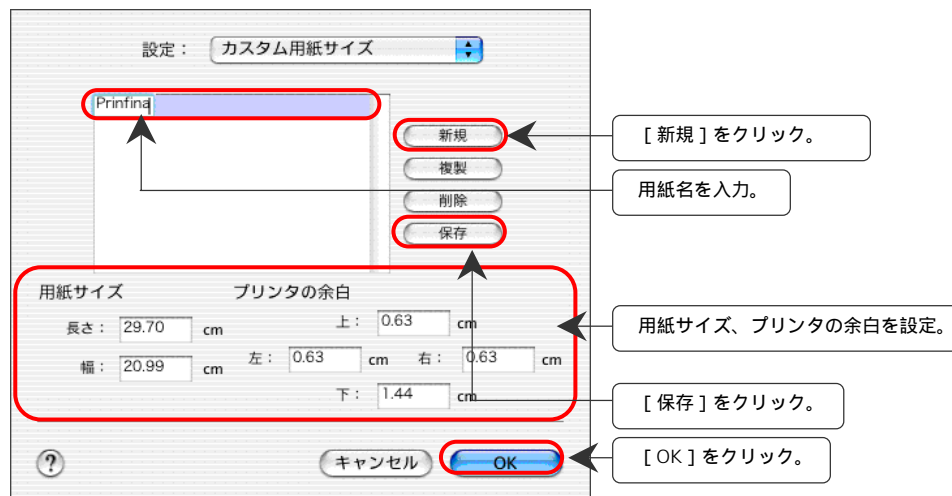 設定： カスタム用紙サイズ
Printina
新規
[ 新規 ] をクリック。
複製
用紙名を入力。
削除
保存
用紙サイズ
プリンタの余白
長さ： 29.70 cm
上： 0.63 cm
用紙サイズ、プリンタの余白を設定。
幅： 20.99 cm
左： 0.63 cm
右： 0.63 cm
下： 1.44 cm
[ 保存 ] をクリック。
?
キャンセル
OK
[ OK ] をクリック。